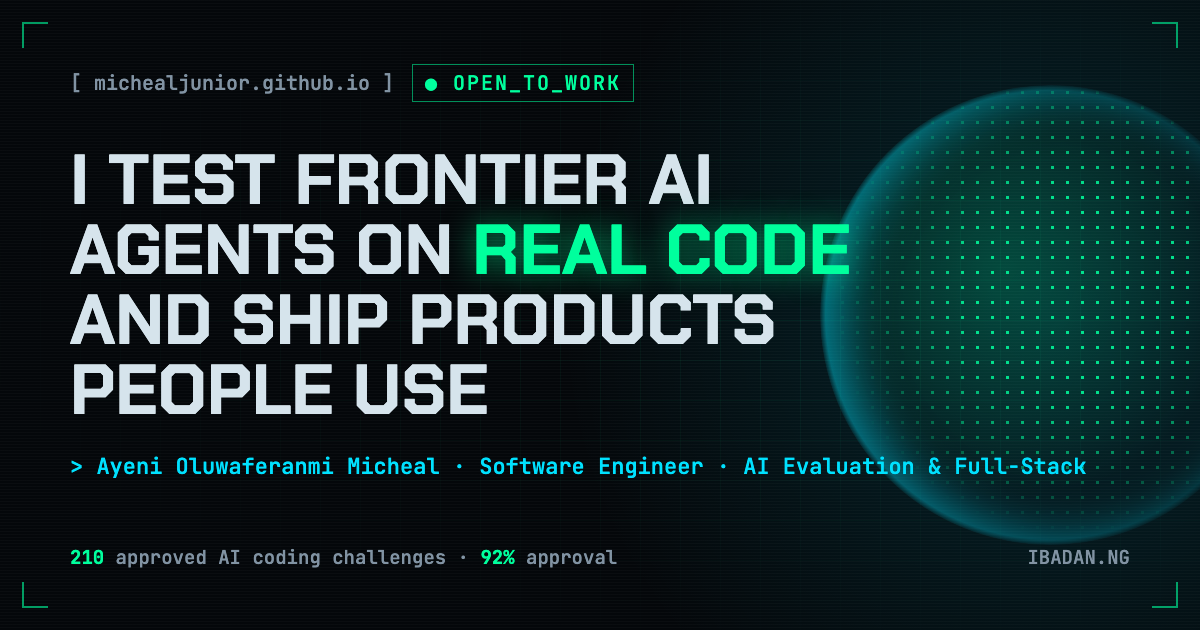 [ michealjunior.github.io ] ● OPEN_TO_WORK
I TEST FRONTIER AI
AGENTS ON REAL CODE
AND SHIP PRODUCTS
PEOPLE USE
> Ayeni Oluwaferanmi Micheal · Software Engineer · AI Evaluation & Full-Stack
210 approved AI coding challenges · 92% approval
IBADAN.NG